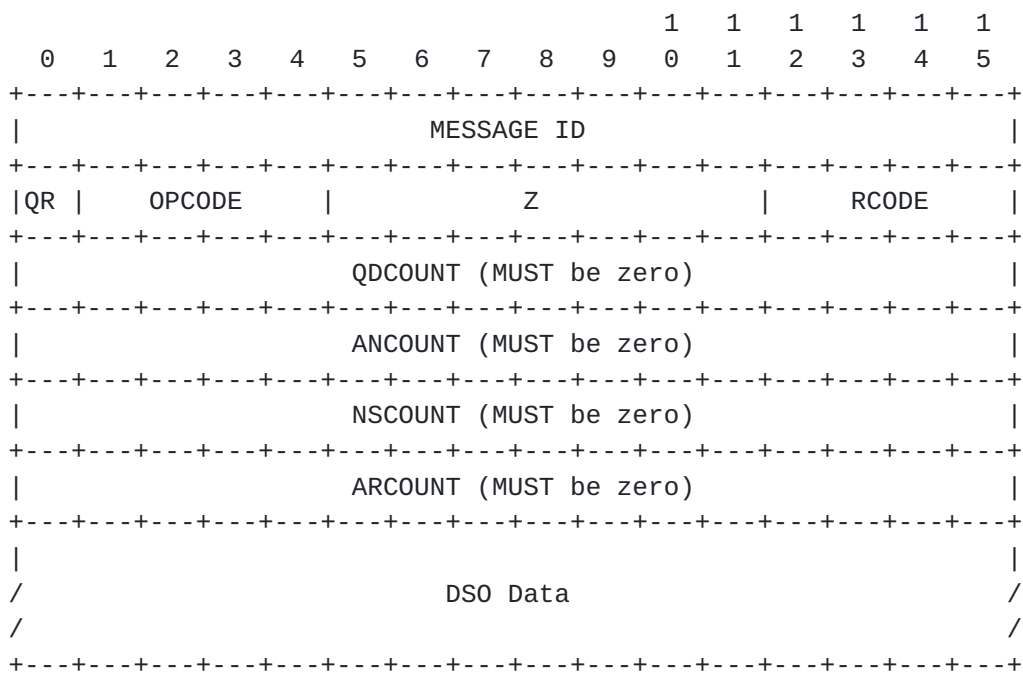 1   1   1   1   1   1
   0   1   2   3   4   5   6   7   8   9   0   1   2   3   4   5
+---+---+---+---+---+---+---+---+---+---+---+---+---+---+---+---+
|                          MESSAGE ID                           |
+---+---+---+---+---+---+---+---+---+---+---+---+---+---+---+---+
|QR |    OPCODE     |            Z              |     RCODE     |
+---+---+---+---+---+---+---+---+---+---+---+---+---+---+---+---+
|                     QDCOUNT (MUST be zero)                    |
+---+---+---+---+---+---+---+---+---+---+---+---+---+---+---+---+
|                     ANCOUNT (MUST be zero)                    |
+---+---+---+---+---+---+---+---+---+---+---+---+---+---+---+---+
|                     NSCOUNT (MUST be zero)                    |
+---+---+---+---+---+---+---+---+---+---+---+---+---+---+---+---+
|                     ARCOUNT (MUST be zero)                    |
+---+---+---+---+---+---+---+---+---+---+---+---+---+---+---+---+
|                                                               |
/                           DSO Data                            /
/                                                               /
+---+---+---+---+---+---+---+---+---+---+---+---+---+---+---+---+